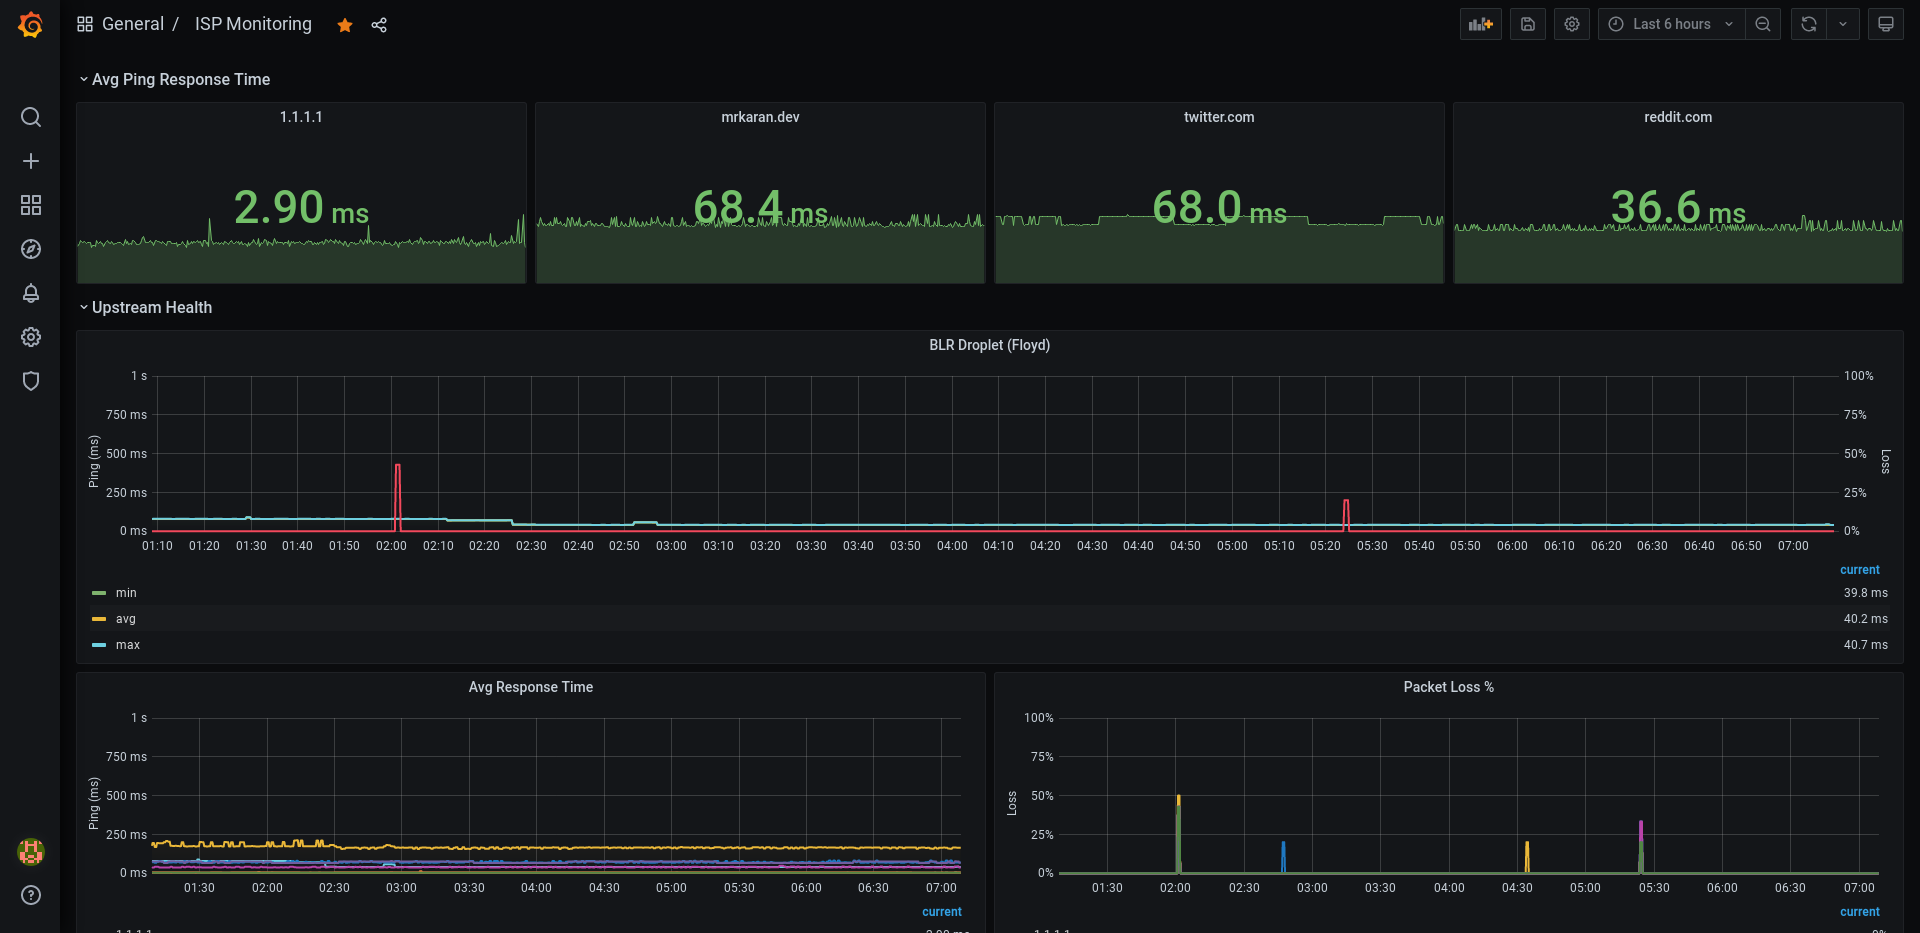 General / ISP Monitoring
Last 6 hours
Avg Ping Response Time
1.1.1.1
mrkaran.dev
twitter.com
reddit.com
2.90 ms
68.4 ms
68.0 ms
36.6 ms
Upstream Health
BLR Droplet (Floyd)
1 s
750 ms
500 ms
250 ms
0 ms
Ping (ms)
100%
75%
50%
25%
0%
Loss
01:10 01:20 01:30 01:40 01:50 02:00 02:10 02:20 02:30 02:40 02:50 03:00 03:10 03:20 03:30 03:40 03:50 04:00 04:10 04:20 04:30 04:40 04:50 05:00 05:10 05:20 05:30 05:40 05:50 06:00 06:10 06:20 06:30 06:40 06:50 07:00
current
min 39.8 ms
avg 40.2 ms
max 40.7 ms
Avg Response Time
1 s
750 ms
500 ms
250 ms
0 ms
Ping (ms)
01:30 02:00 02:30 03:00 03:30 04:00 04:30 05:00 05:30 06:00 06:30 07:00
current
Packet Loss %
100%
75%
50%
25%
0%
Loss
01:30 02:00 02:30 03:00 03:30 04:00 04:30 05:00 05:30 06:00 06:30 07:00
current